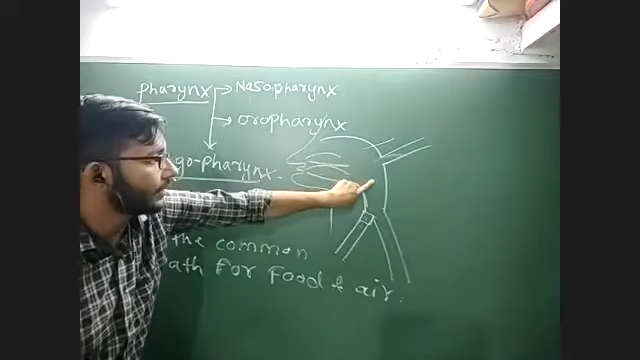 Pharynx → Nasopharynx
→ oropharynx
go-pharynx.
the common
ath for food & air.